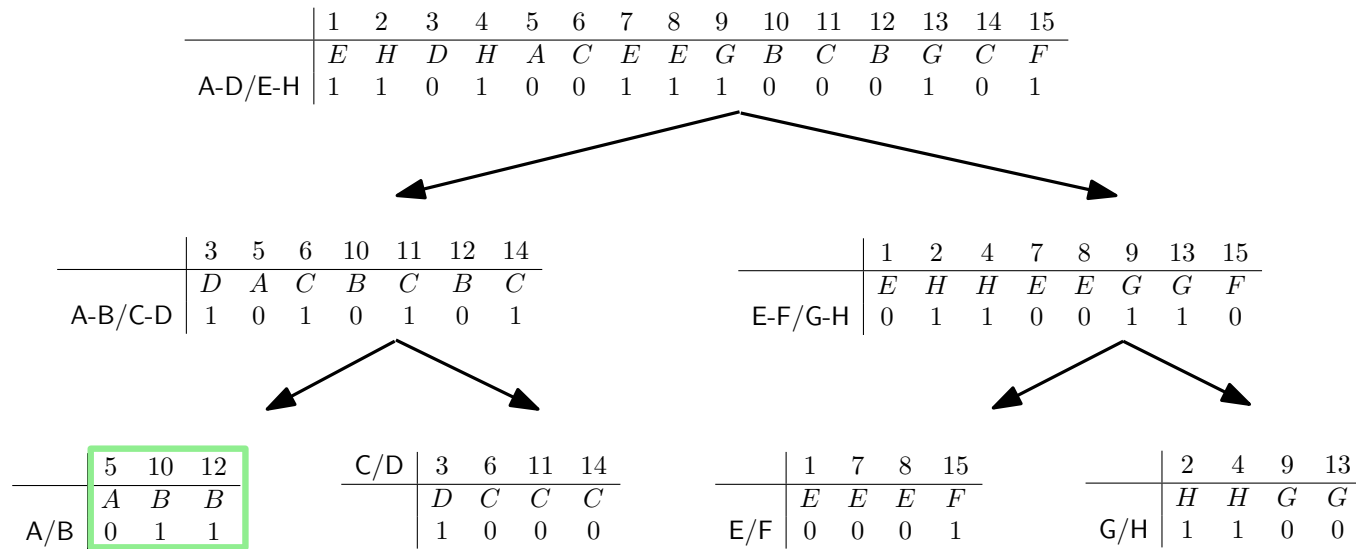 1 2 3 4 5 6 7 8 9 10 11 12 13 14 15
E H D H A C E E G B C B G C F
A-D/E-H 1 1 0 1 0 0 1 1 1 0 0 0 1 0 1
3 5 6 10 11 12 14
D A C B C B C
A-B/C-D 1 0 1 0 1 0 1
1 2 4 7 8 9 13 15
E H H E E G G F
E-F/G-H 0 1 1 0 0 1 1 0
5 10 12
A B B
A/B 0 1 1
C/D 3 6 11 14
D C C C
1 0 0 0
1 7 8 15
E E E F
E/F 0 0 0 1
2 4 9 13
H H G G
G/H 1 1 0 0